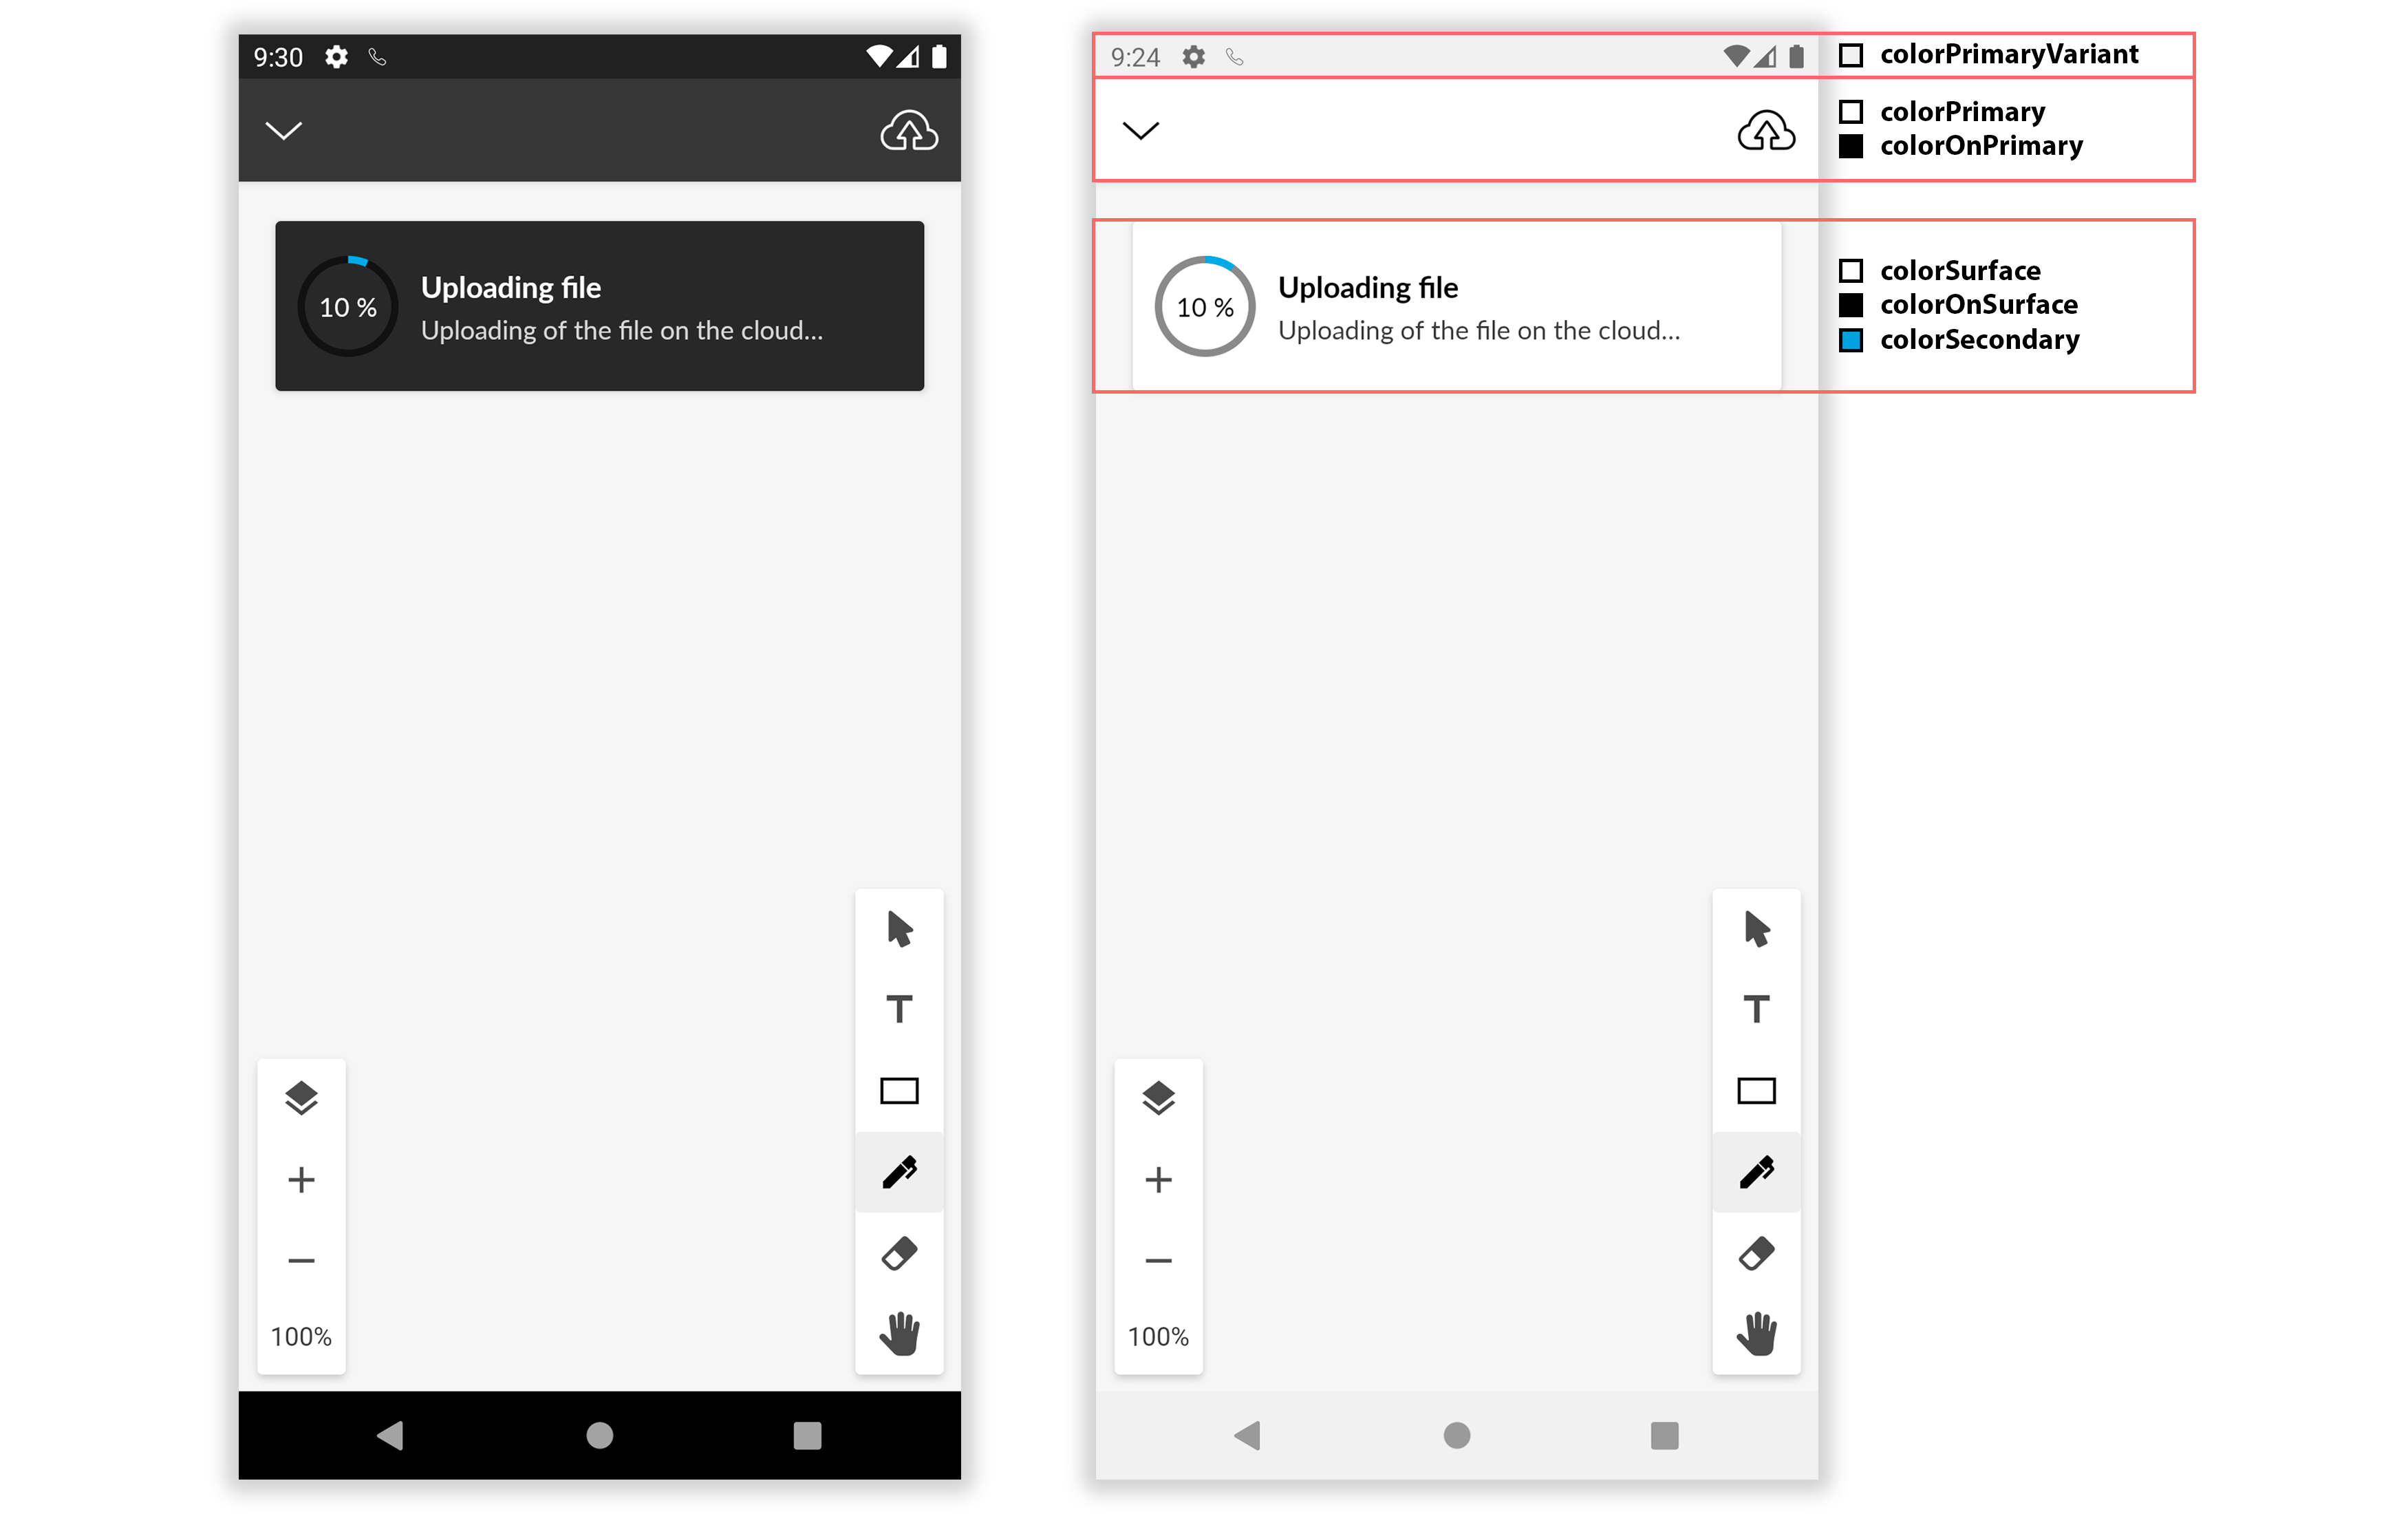 9:30
10 %
Uploading file
Uploading of the file on the cloud...
T
100%
9:24
10 %
Uploading file
Uploading of the file on the cloud...
T
100%
colorPrimaryVariant
colorPrimary
colorOnPrimary
colorSurface
colorOnSurface
colorSecondary